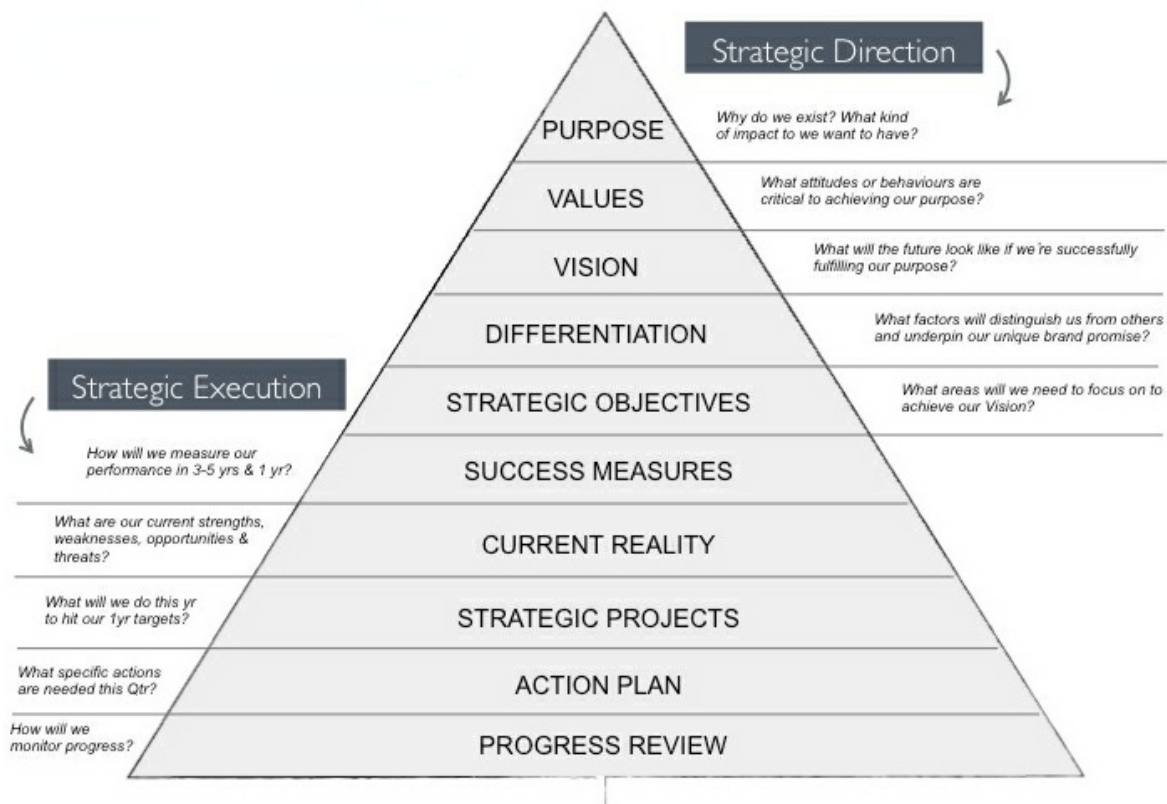 Strategic Direction
PURPOSE
Why do we exist? What kind
of impact to we want to have?
VALUES
What attitudes or behaviours are
critical to achieving our purpose?
VISION
What will the future look like if we're successfully
fulfilling our purpose?
DIFFERENTIATION
What factors will distinguish us from others
and underpin our unique brand promise?
STRATEGIC OBJECTIVES
What areas will we need to focus on to
achieve our Vision?
Strategic Execution
How will we measure our
performance in 3-5 yrs & 1 yr?
SUCCESS MEASURES
What are our current strengths,
weaknesses, opportunities &
threats?
CURRENT REALITY
What will we do this yr
to hit our 1yr targets?
STRATEGIC PROJECTS
What specific actions
are needed this Qtr?
ACTION PLAN
How will we
monitor progress?
PROGRESS REVIEW